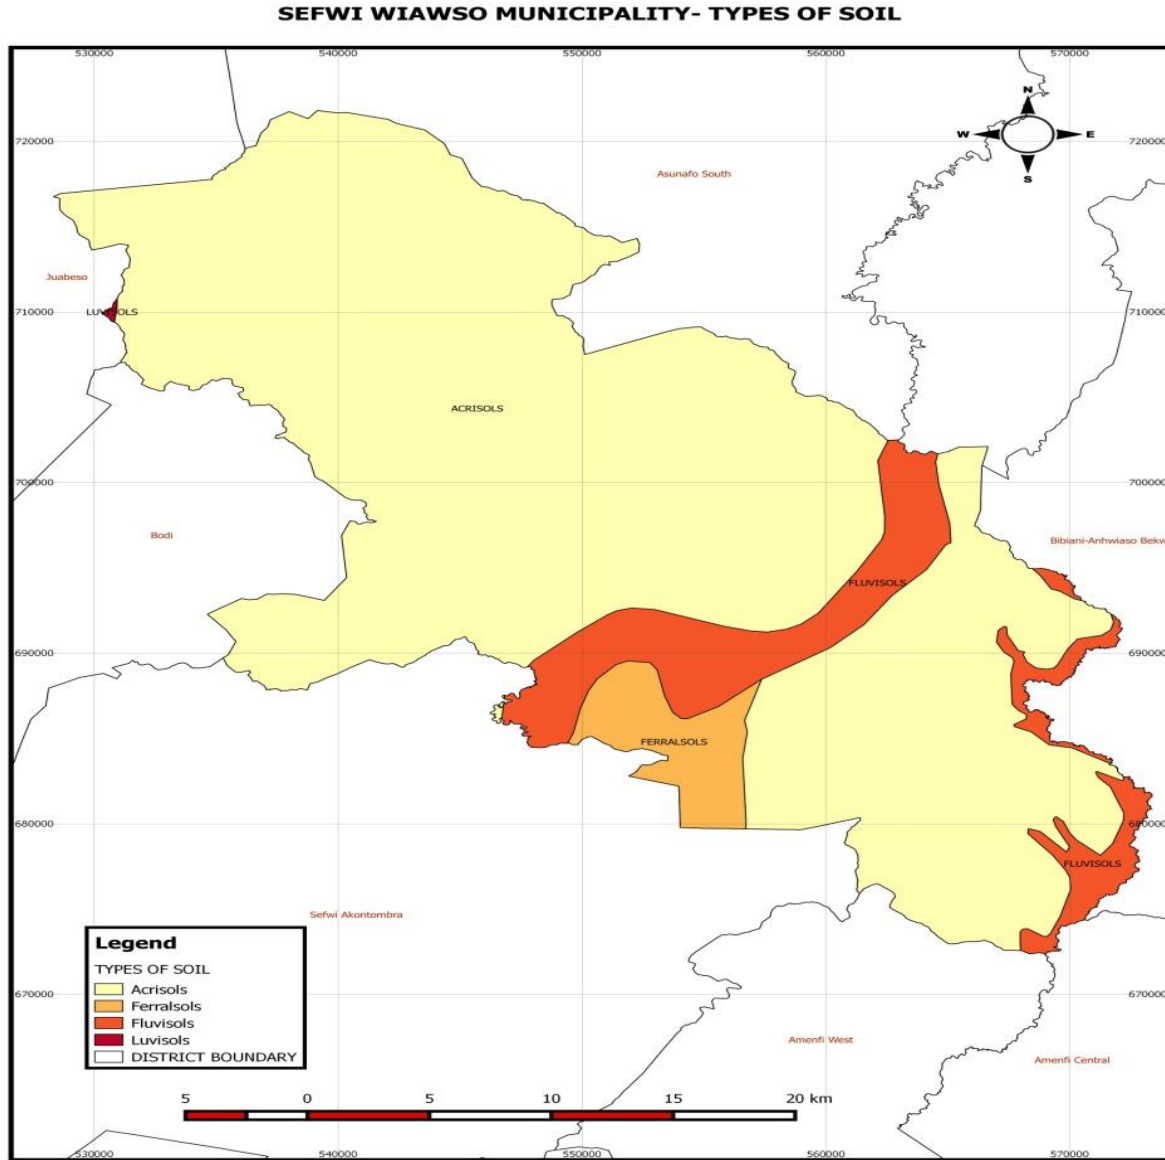 SEFWI WIAWSO MUNICIPALITY- TYPES OF SOIL
530000 540000 550000 560000 570000
N
W E
S
720000 720000
Asunafo South
Juabeso
710000 LUVISOLS 710000
ACRISOLS
700000 700000
Bodi
Bibiani-Anhwiaso Bekw
FLUVISOLS
690000 690000
FERRALSOLS
680000 680000
FLUVISOLS
Sefwi Akontombra
Legend
TYPES OF SOIL
Acrisols
Ferralsols
Fluvisols
Luvisols
DISTRICT BOUNDARY
670000 670000
Amenfi West
Amenfi Central
5 0 5 10 15 20 km
530000 540000 550000 560000 570000